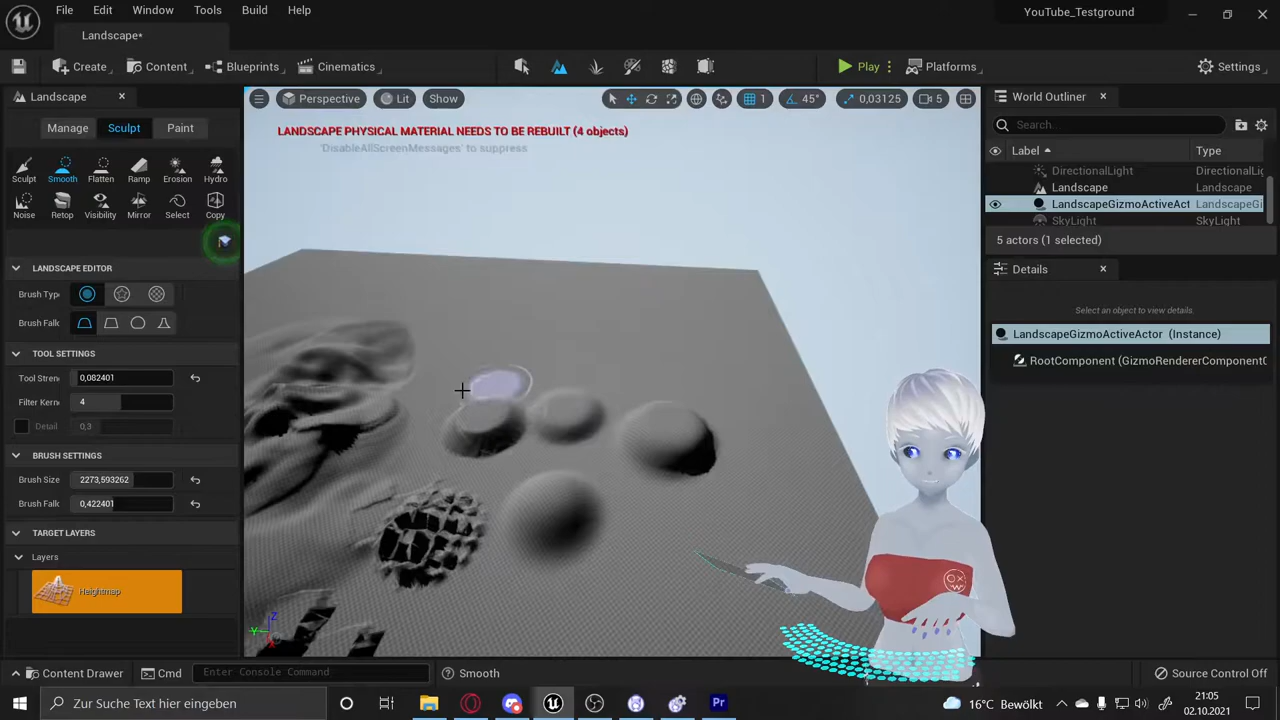 File Edit Window Tools Build Help
YouTube_Testground
Landscape*
Create Content Blueprints Cinematics Play Platforms Settings
Landscape
Perspective Lit Show
1 45° 0,03125 5
World Outliner
Manage Sculpt Paint
LANDSCAPE PHYSICAL MATERIAL NEEDS TO BE REBUILT (4 objects)
'DisableAllScreenMessages' to suppress
Search...
Label Type
Sculpt Smooth Flatten Ramp Erosion Hydro
DirectionalLight DirectionalLig
Landscape Landscape
LandscapeGizmoActiveAct LandscapeGi
SkyLight SkyLight
Noise Retop Visibility Mirror Select Copy
5 actors (1 selected)
LANDSCAPE EDITOR
Details
Brush Typ
Brush Falk
Select an object to view details.
LandscapeGizmoActiveActor (Instance)
RootComponent (GizmoRendererComponent0
TOOL SETTINGS
Tool Stren 0,082401
Filter Kern 4
Detail 0,3
BRUSH SETTINGS
Brush Size 2273,593262
Brush Falk 0,422401
TARGET LAYERS
Layers
Heightmap
Z
Y
X
Content Drawer Cmd Enter Console Command Smooth Source Control Off
Zur Suche Text hier eingeben
Pr
16°C Bewölkt
21:05
02.10.2021